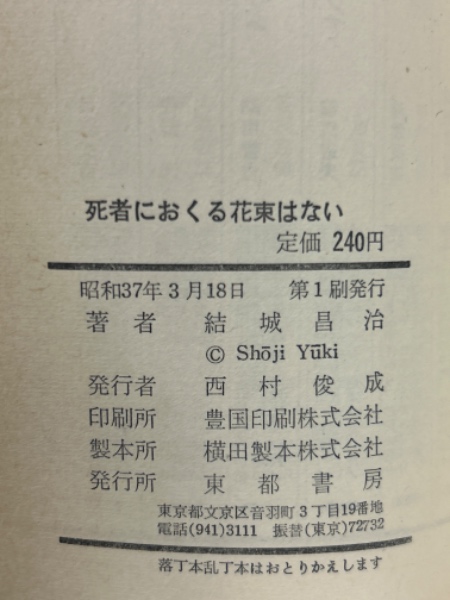 死者におくる花束はない
定価 240円
昭和37年3月18日 第1刷発行
著者 結城昌治
© Shōji Yūki
発行者 西村俊成
印刷所 豊国印刷株式会社
製本所 横田製本株式会社
発行所 東都書房
東京都文京区音羽町3丁目19番地
電話(941)3111 振替(東京)72732
落丁本乱丁本はおとりかえします